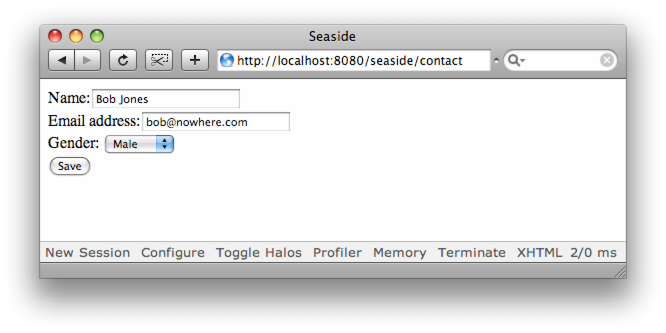 Seaside
http://localhost:8080/seaside/contact
Name: Bob Jones
Email address: bob@nowhere.com
Gender: Male
Save
New Session Configure Toggle Halos Profiler Memory Terminate XHTML 2/0 ms